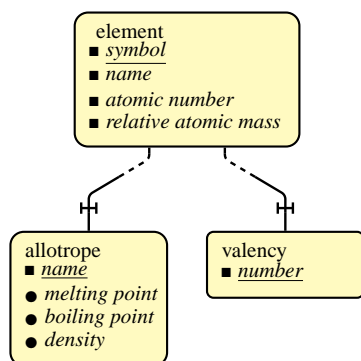 element
symbol
name
atomic number
relative atomic mass
allotrope
name
melting point
boiling point
density
valency
number